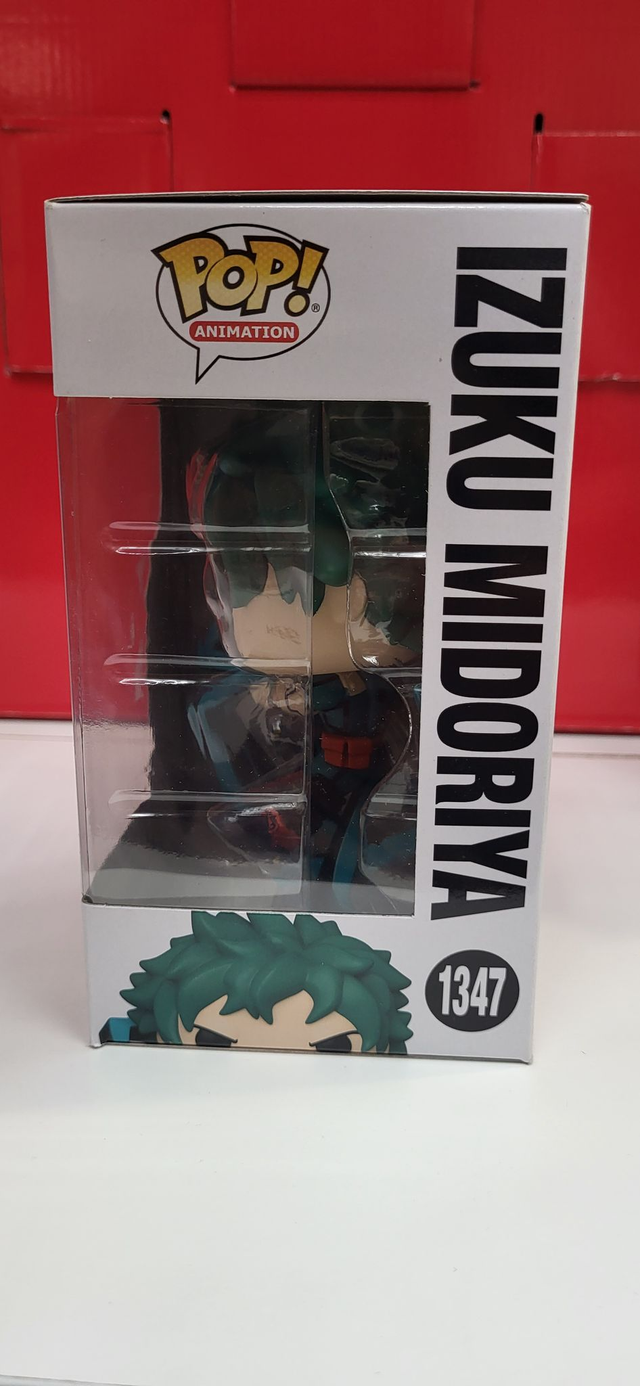 POP!®
ANIMATION
IZUKU MIDORIYA
1347